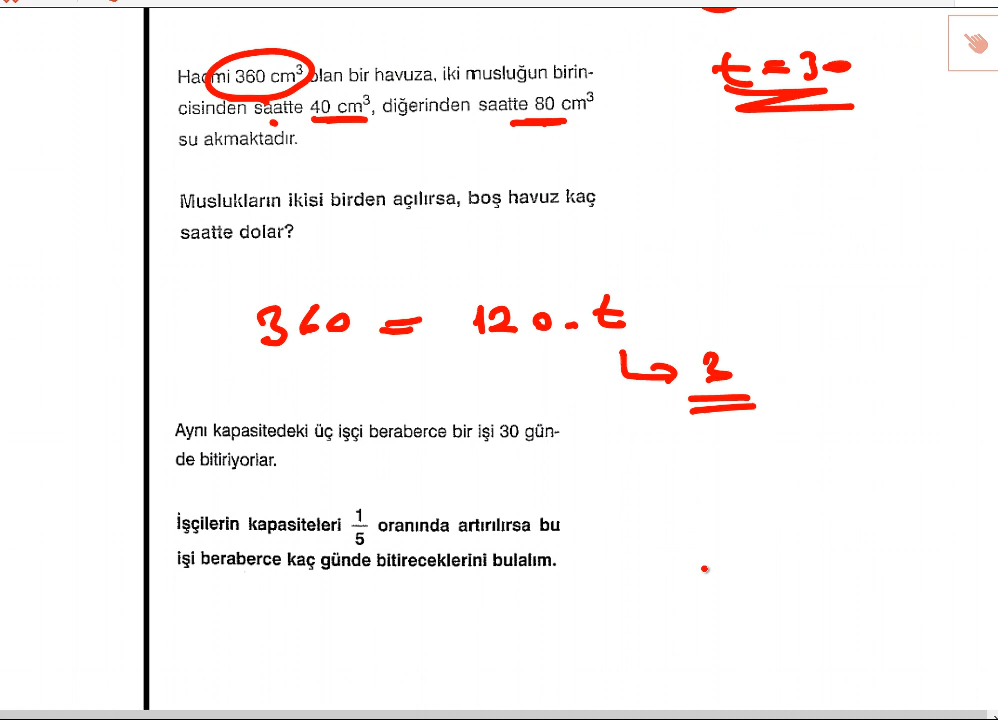 t = 30
Hacmi 360 cm³ olan bir havuza, iki musluğun birin-
cisinden saatte 40 cm³, diğerinden saatte 80 cm³
su akmaktadır.
Muslukların ikisi birden açılırsa, boş havuz kaç
saatte dolar?
360 = 120 . t
3
Aynı kapasitedeki üç işçi beraberce bir işi 30 gün-
de bitiriyorlar.
İşçilerin kapasiteleri 1/5 oranında artırılırsa bu
işi beraberce kaç günde bitireceklerini bulalım.